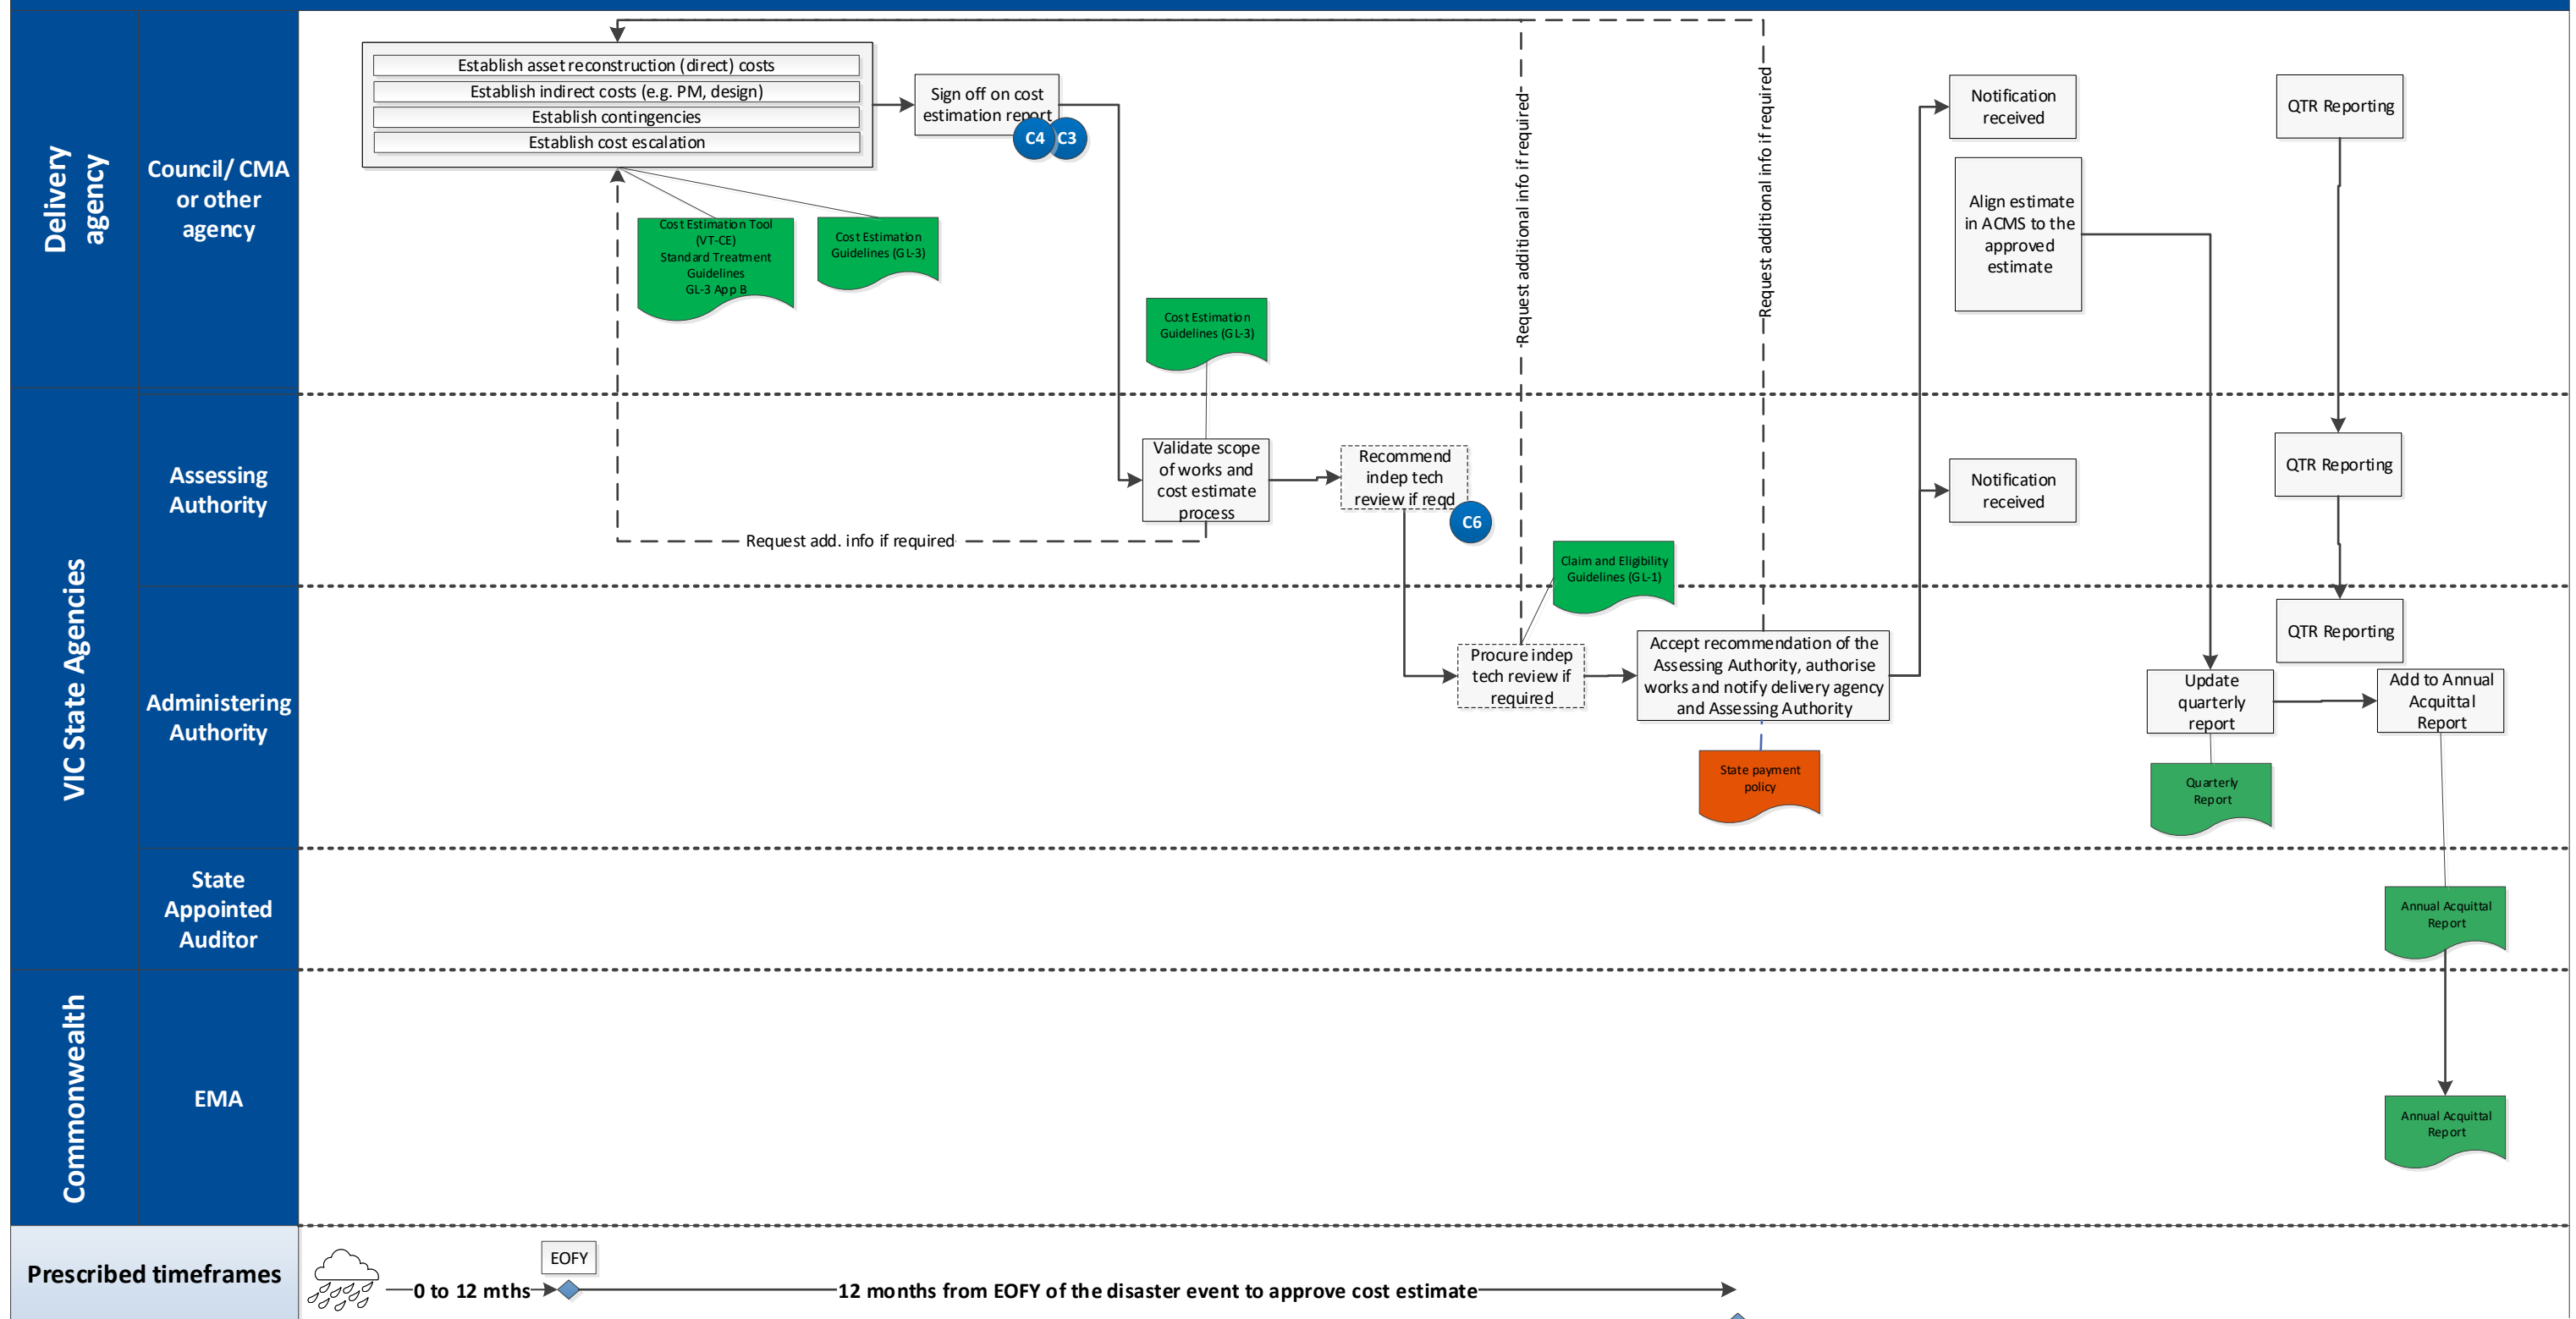 Delivery
agency
Council/ CMA
or other
agency
Establish asset reconstruction (direct) costs
Establish indirect costs (e.g. PM, design)
Establish contingencies
Establish cost escalation
Sign off on cost
estimation report
C4
C3
Cost Estimation Tool
(VT-CE)
Standard Treatment
Guidelines
GL-3 App B
Cost Estimation
Guidelines (GL-3)
Cost Estimation
Guidelines (GL-3)
Request additional info if required
Request additional info if required
Notification
received
Align estimate
in ACMS to the
approved
estimate
QTR Reporting
VIC State Agencies
Assessing
Authority
Validate scope
of works and
cost estimate
process
Recommend
indep tech
review if reqd
C6
Request add. info if required
Notification
received
QTR Reporting
Administering
Authority
Claim and Eligibility
Guidelines (GL-1)
Procure indep
tech review if
required
Accept recommendation of the
Assessing Authority, authorise
works and notify delivery agency
and Assessing Authority
State payment
policy
QTR Reporting
Update
quarterly
report
Add to Annual
Acquittal
Report
Quarterly
Report
State
Appointed
Auditor
Annual Acquittal
Report
Commonwealth
EMA
Annual Acquittal
Report
Prescribed timeframes
0 to 12 mths
EOFY
12 months from EOFY of the disaster event to approve cost estimate